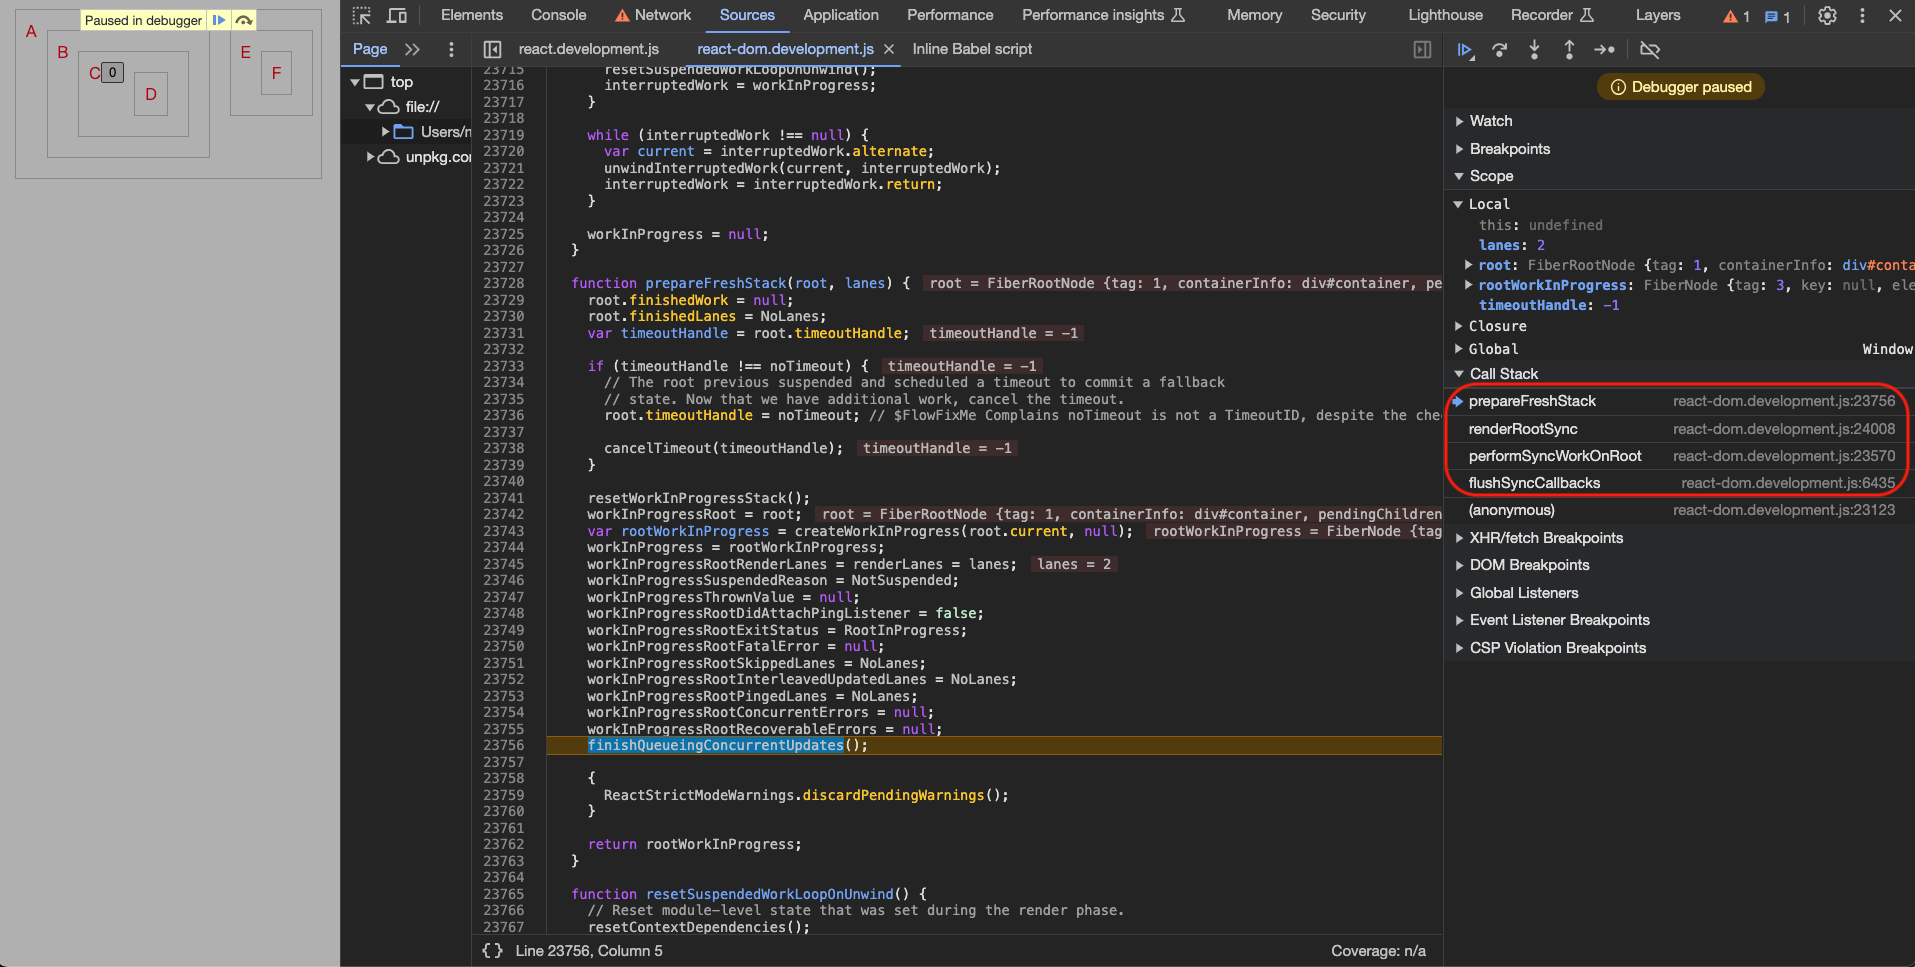 Paused in debugger
A
B
C 0
D
E
F
Elements Console Network Sources Application Performance Performance insights Memory Security Lighthouse Recorder Layers 1 1
Page
react.development.js react-dom.development.js Inline Babel script
top
file://
Users/m
unpkg.co
23715 resetSuspendedWorkLoopOnUnwind();
23716 interruptedWork = workInProgress;
23717 }
23718
23719 while (interruptedWork !== null) {
23720 var current = interruptedWork.alternate;
23721 unwindInterruptedWork(current, interruptedWork);
23722 interruptedWork = interruptedWork.return;
23723 }
23724
23725 workInProgress = null;
23726 }
23727
23728 function prepareFreshStack(root, lanes) { root = FiberRootNode {tag: 1, containerInfo: div#container, pe
23729 root.finishedWork = null;
23730 root.finishedLanes = NoLanes;
23731 var timeoutHandle = root.timeoutHandle; timeoutHandle = -1
23732
23733 if (timeoutHandle !== noTimeout) { timeoutHandle = -1
23734 // The root previous suspended and scheduled a timeout to commit a fallback
23735 // state. Now that we have additional work, cancel the timeout.
23736 root.timeoutHandle = noTimeout; // $FlowFixMe Complains noTimeout is not a TimeoutID, despite the che
23737
23738 cancelTimeout(timeoutHandle); timeoutHandle = -1
23739 }
23740
23741 resetWorkInProgressStack();
23742 workInProgressRoot = root; root = FiberRootNode {tag: 1, containerInfo: div#container, pendingChildren
23743 var rootWorkInProgress = createWorkInProgress(root.current, null); rootWorkInProgress = FiberNode {tag
23744 workInProgress = rootWorkInProgress;
23745 workInProgressRootRenderLanes = renderLanes = lanes; lanes = 2
23746 workInProgressSuspendedReason = NotSuspended;
23747 workInProgressThrownValue = null;
23748 workInProgressRootDidAttachPingListener = false;
23749 workInProgressRootExitStatus = RootInProgress;
23750 workInProgressRootFatalError = null;
23751 workInProgressRootSkippedLanes = NoLanes;
23752 workInProgressRootInterleavedUpdatedLanes = NoLanes;
23753 workInProgressRootPingedLanes = NoLanes;
23754 workInProgressRootConcurrentErrors = null;
23755 workInProgressRootRecoverableErrors = null;
23756 finishQueueingConcurrentUpdates();
23757
23758 {
23759 ReactStrictModeWarnings.discardPendingWarnings();
23760 }
23761
23762 return rootWorkInProgress;
23763 }
23764
23765 function resetSuspendedWorkLoopOnUnwind() {
23766 // Reset module-level state that was set during the render phase.
23767 resetContextDependencies();
{} Line 23756, Column 5 Coverage: n/a
Debugger paused
Watch
Breakpoints
Scope
Local
this: undefined
lanes: 2
root: FiberRootNode {tag: 1, containerInfo: div#conta
rootWorkInProgress: FiberNode {tag: 3, key: null, ele
timeoutHandle: -1
Closure
Global Window
Call Stack
prepareFreshStack react-dom.development.js:23756
renderRootSync react-dom.development.js:24008
performSyncWorkOnRoot react-dom.development.js:23570
flushSyncCallbacks react-dom.development.js:6435
(anonymous) react-dom.development.js:23123
XHR/fetch Breakpoints
DOM Breakpoints
Global Listeners
Event Listener Breakpoints
CSP Violation Breakpoints